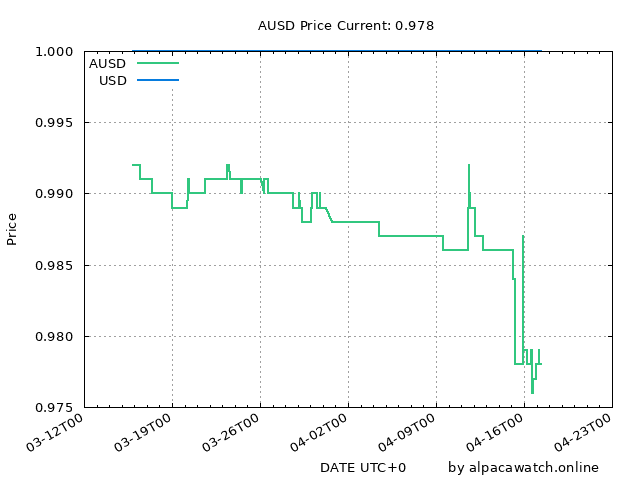 AUSD Price Current: 0.978
1.000
AUSD
USD
0.995
0.990
Price
0.985
0.980
0.975
03-12T00
03-19T00
03-26T00
04-02T00
04-09T00
04-16T00
04-23T00
DATE UTC+0
by alpacawatch.online